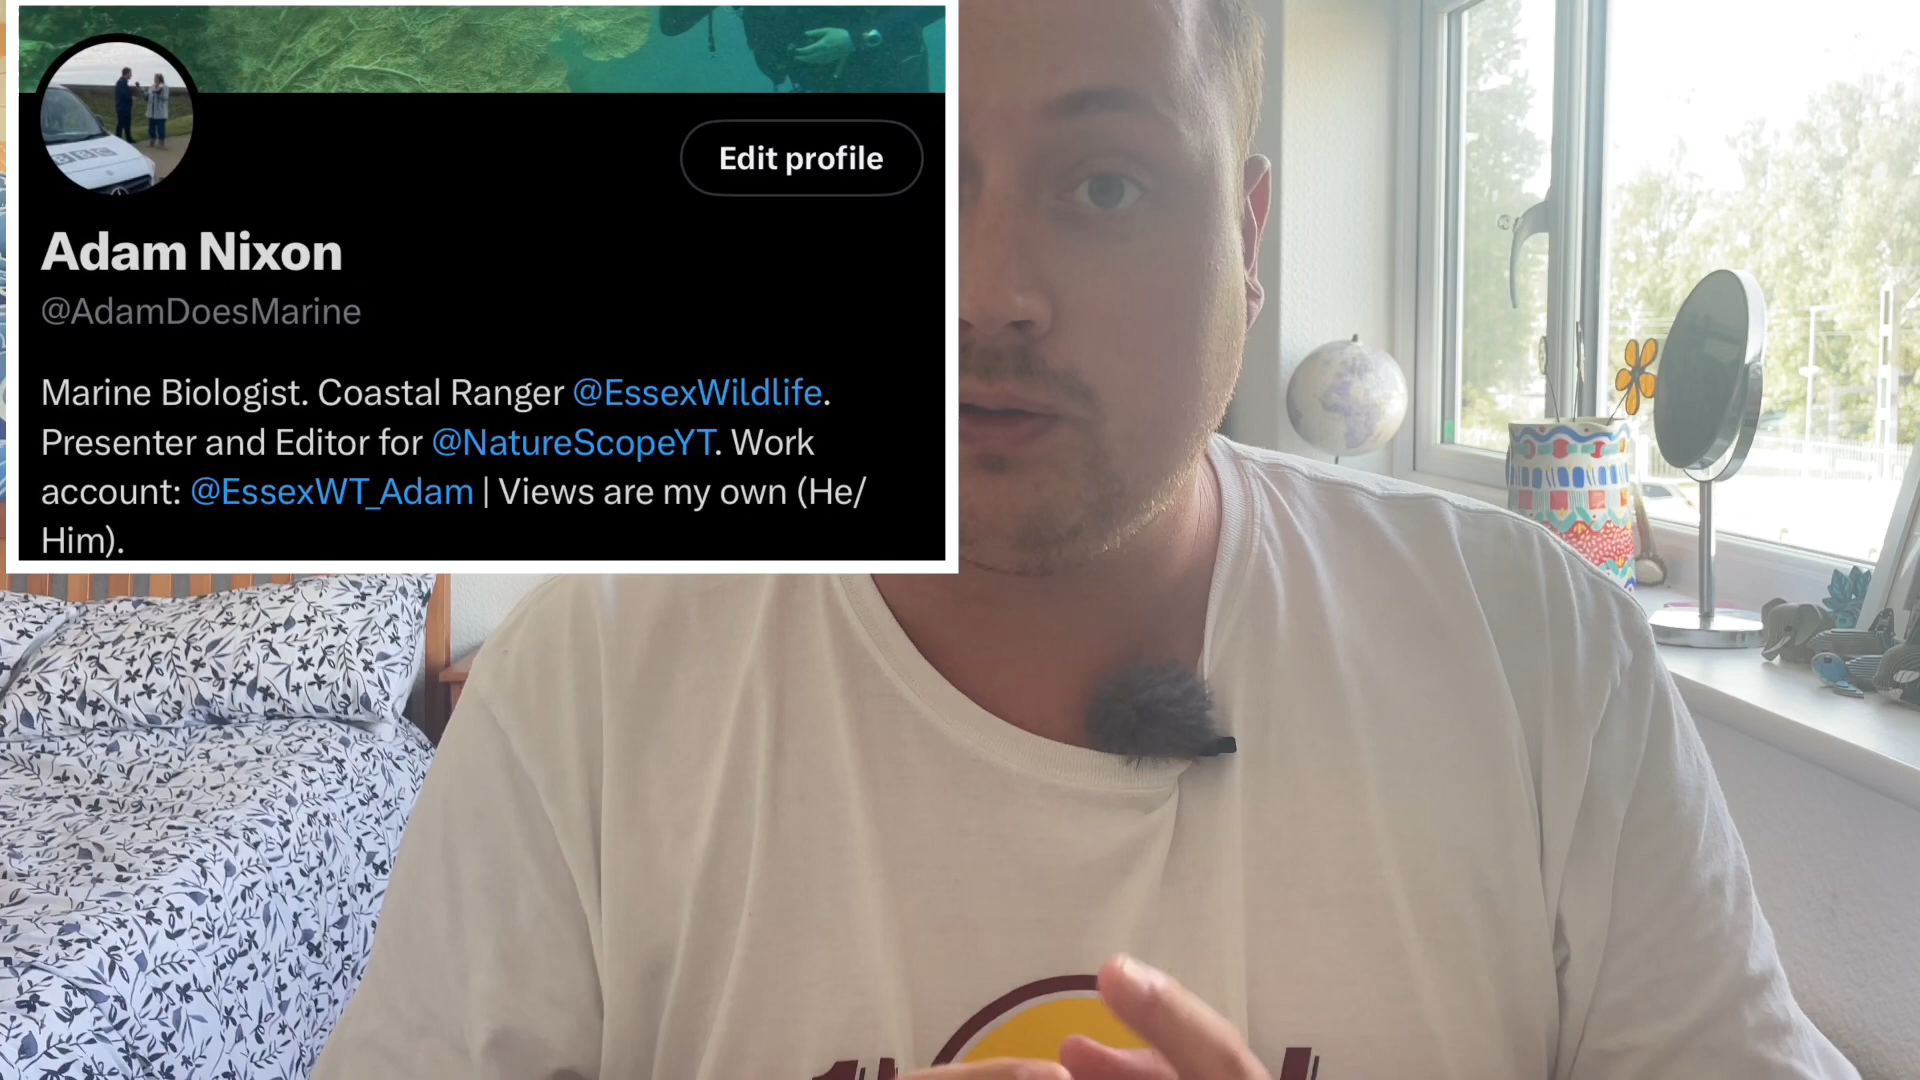 BBC
Edit profile
Adam Nixon
@AdamDoesMarine
Marine Biologist. Coastal Ranger @EssexWildlife.
Presenter and Editor for @NatureScopeYT. Work
account: @EssexWT_Adam | Views are my own (He/
Him).